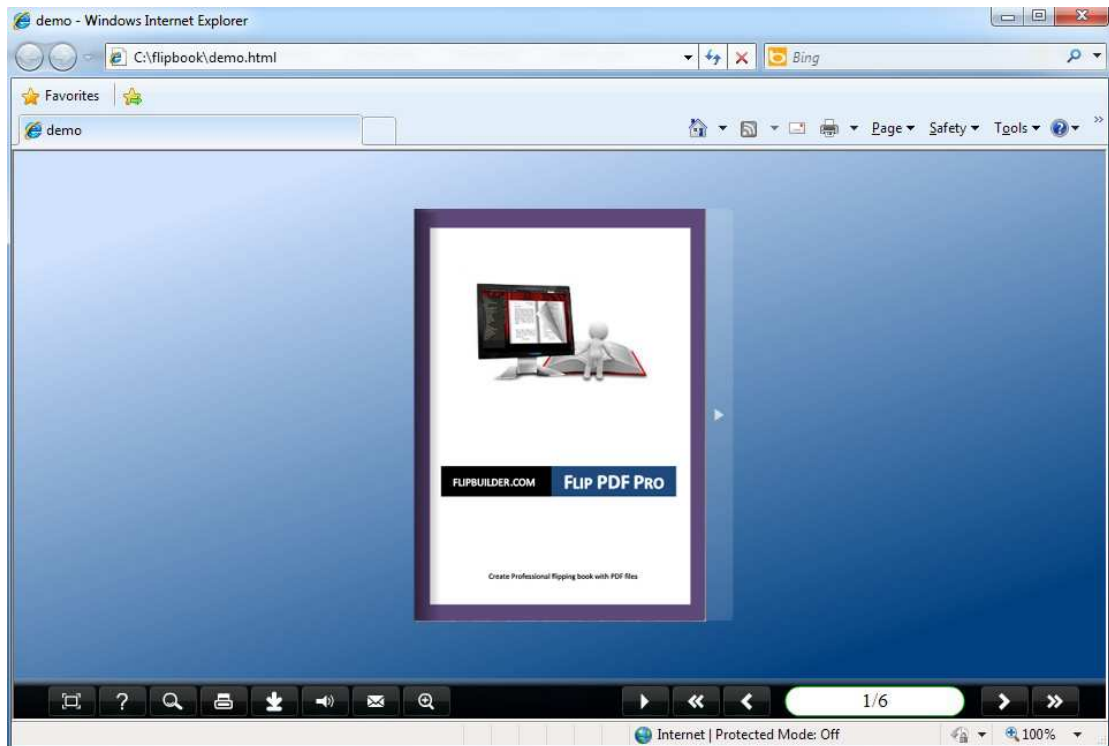 demo - Windows Internet Explorer
C:\flipbook\demo.html
Bing
Favorites
demo
Page
Safety
Tools
FLIPBUILDER.COM
FLIP PDF PRO
Create Professional flipping book with PDF files
1/6
Internet | Protected Mode: Off
100%